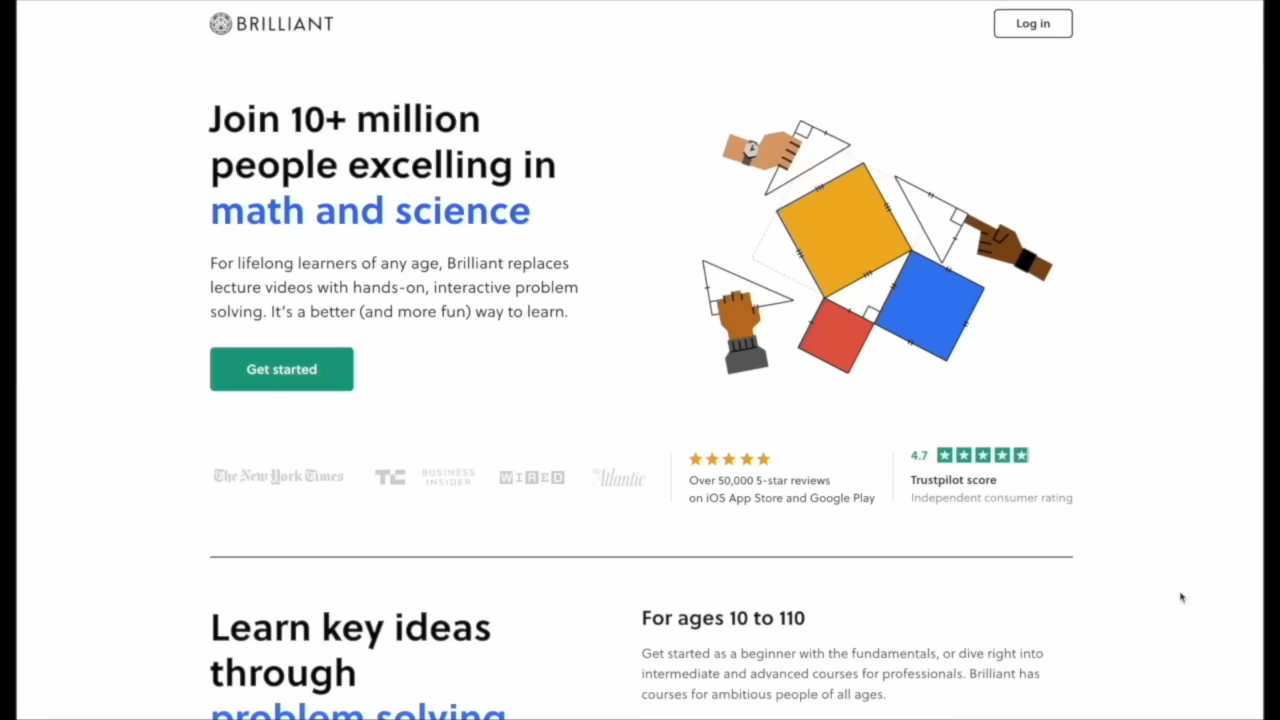 BRILLIANT
Log in
Join 10+ million
people excelling in
math and science
For lifelong learners of any age, Brilliant replaces
lecture videos with hands-on, interactive problem
solving. It's a better (and more fun) way to learn.
Get started
The New York Times
TC
BUSINESS
INSIDER
WIRED
The Atlantic
Over 50,000 5-star reviews
on iOS App Store and Google Play
4.7
Trustpilot score
Independent consumer rating
Learn key ideas
through
problem solving
For ages 10 to 110
Get started as a beginner with the fundamentals, or dive right into
intermediate and advanced courses for professionals. Brilliant has
courses for ambitious people of all ages.